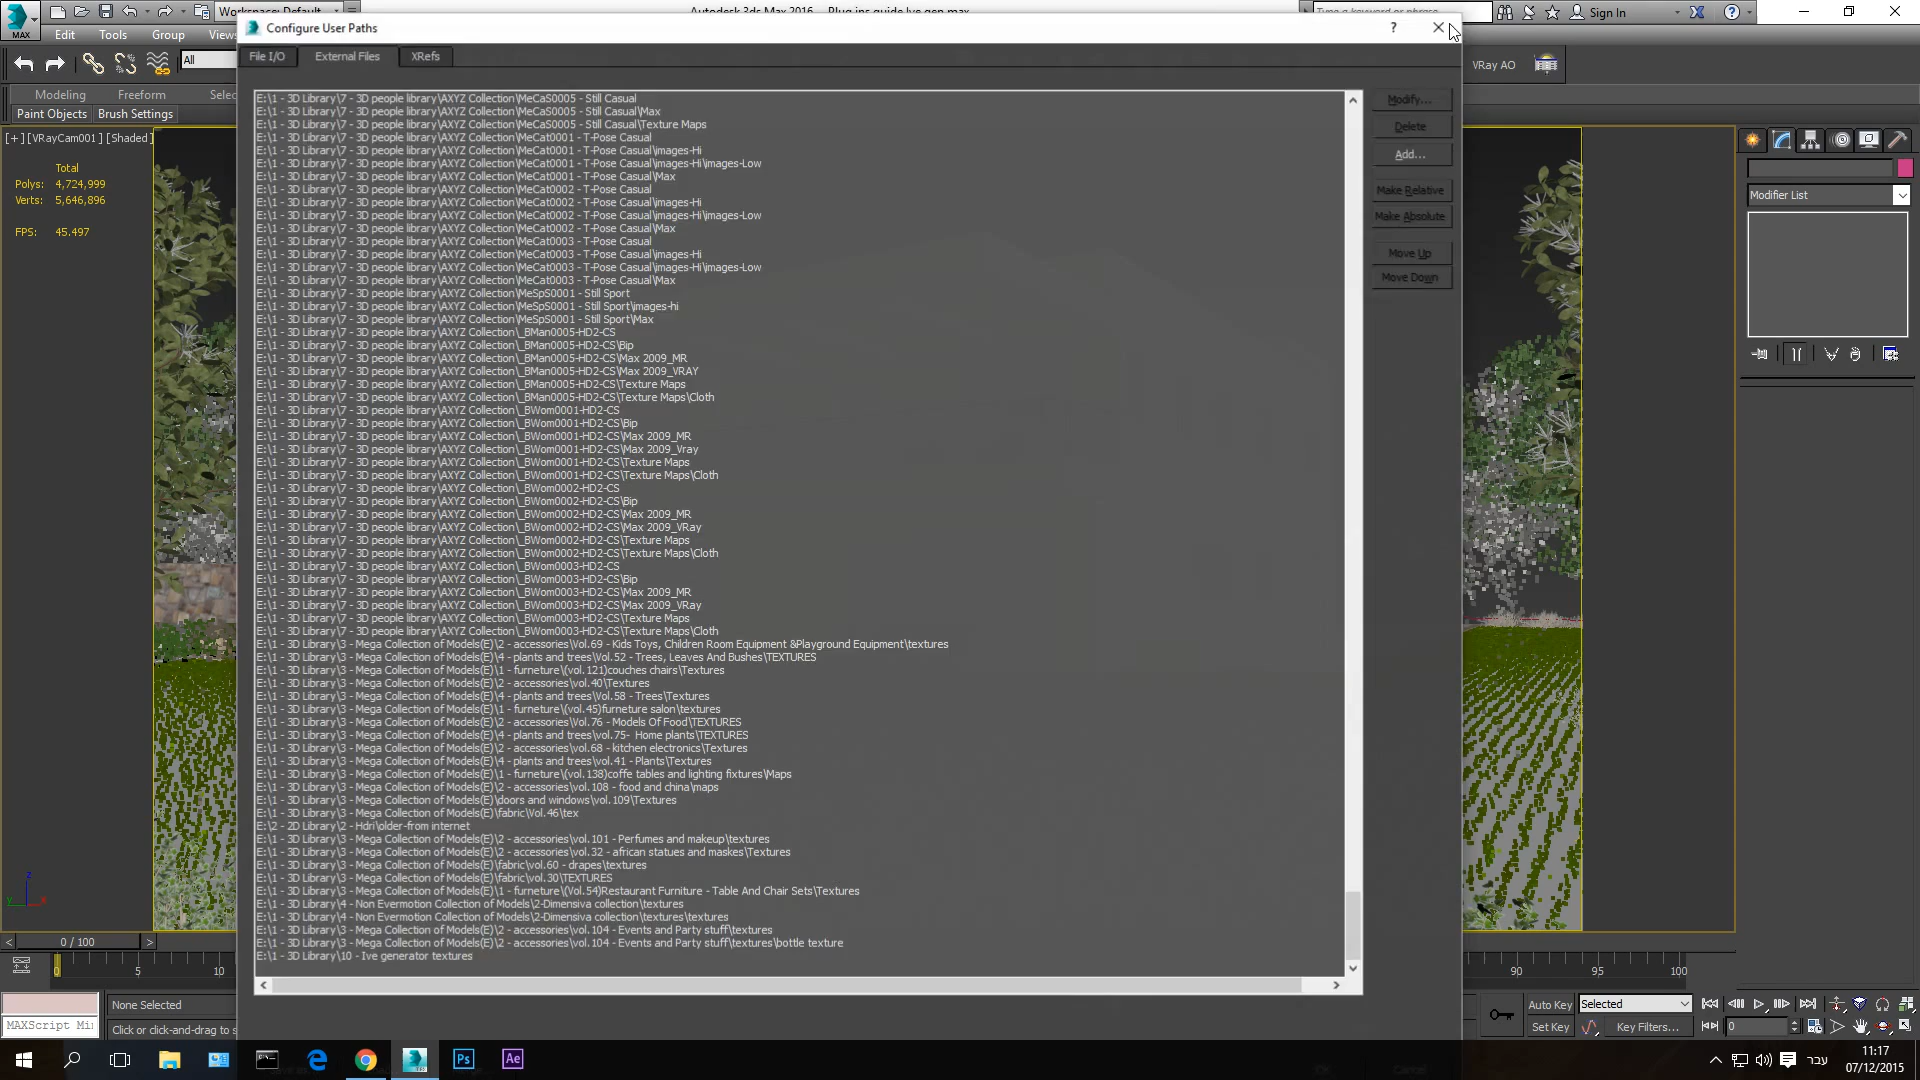 Workspace: Default
Autodesk 3ds Max 2016
Plug ins guide Ive gen.max
Type a keyword or phrase
Sign In
MAX
Edit
Tools
Group
Views
Configure User Paths
File I/O
External Files
XRefs
All
VRay AO
Modeling
Freeform
Selec
Paint Objects
Brush Settings
[+] [VRayCam001 ] [Shaded ]
Total
Polys: 4,724,999
Verts: 5,646,896
FPS: 45.497
E:\1 - 3D Library\7 - 3D people library\AXYZ Collection\MeCaS0005 - Still Casual
E:\1 - 3D Library\7 - 3D people library\AXYZ Collection\MeCaS0005 - Still Casual\Max
E:\1 - 3D Library\7 - 3D people library\AXYZ Collection\MeCaS0005 - Still Casual\Texture Maps
E:\1 - 3D Library\7 - 3D people library\AXYZ Collection\MeCat0001 - T-Pose Casual
E:\1 - 3D Library\7 - 3D people library\AXYZ Collection\MeCat0001 - T-Pose Casual\images-Hi
E:\1 - 3D Library\7 - 3D people library\AXYZ Collection\MeCat0001 - T-Pose Casual\images-Hi\images-Low
E:\1 - 3D Library\7 - 3D people library\AXYZ Collection\MeCat0001 - T-Pose Casual\Max
E:\1 - 3D Library\7 - 3D people library\AXYZ Collection\MeCat0002 - T-Pose Casual
E:\1 - 3D Library\7 - 3D people library\AXYZ Collection\MeCat0002 - T-Pose Casual\images-Hi
E:\1 - 3D Library\7 - 3D people library\AXYZ Collection\MeCat0002 - T-Pose Casual\images-Hi\images-Low
E:\1 - 3D Library\7 - 3D people library\AXYZ Collection\MeCat0002 - T-Pose Casual\Max
E:\1 - 3D Library\7 - 3D people library\AXYZ Collection\MeCat0003 - T-Pose Casual
E:\1 - 3D Library\7 - 3D people library\AXYZ Collection\MeCat0003 - T-Pose Casual\images-Hi
E:\1 - 3D Library\7 - 3D people library\AXYZ Collection\MeCat0003 - T-Pose Casual\images-Hi\images-Low
E:\1 - 3D Library\7 - 3D people library\AXYZ Collection\MeCat0003 - T-Pose Casual\Max
E:\1 - 3D Library\7 - 3D people library\AXYZ Collection\MeSpS0001 - Still Sport
E:\1 - 3D Library\7 - 3D people library\AXYZ Collection\MeSpS0001 - Still Sport\images-hi
E:\1 - 3D Library\7 - 3D people library\AXYZ Collection\MeSpS0001 - Still Sport\Max
E:\1 - 3D Library\7 - 3D people library\AXYZ Collection\_BMan0005-HD2-CS
E:\1 - 3D Library\7 - 3D people library\AXYZ Collection\_BMan0005-HD2-CS\Bip
E:\1 - 3D Library\7 - 3D people library\AXYZ Collection\_BMan0005-HD2-CS\Max 2009_MR
E:\1 - 3D Library\7 - 3D people library\AXYZ Collection\_BMan0005-HD2-CS\Max 2009_VRAY
E:\1 - 3D Library\7 - 3D people library\AXYZ Collection\_BMan0005-HD2-CS\Texture Maps
E:\1 - 3D Library\7 - 3D people library\AXYZ Collection\_BMan0005-HD2-CS\Texture Maps\Cloth
E:\1 - 3D Library\7 - 3D people library\AXYZ Collection\_BWom0001-HD2-CS
E:\1 - 3D Library\7 - 3D people library\AXYZ Collection\_BWom0001-HD2-CS\Bip
E:\1 - 3D Library\7 - 3D people library\AXYZ Collection\_BWom0001-HD2-CS\Max 2009_MR
E:\1 - 3D Library\7 - 3D people library\AXYZ Collection\_BWom0001-HD2-CS\Max 2009_Vray
E:\1 - 3D Library\7 - 3D people library\AXYZ Collection\_BWom0001-HD2-CS\Texture Maps
E:\1 - 3D Library\7 - 3D people library\AXYZ Collection\_BWom0001-HD2-CS\Texture Maps\Cloth
E:\1 - 3D Library\7 - 3D people library\AXYZ Collection\_BWom0002-HD2-CS
E:\1 - 3D Library\7 - 3D people library\AXYZ Collection\_BWom0002-HD2-CS\Bip
E:\1 - 3D Library\7 - 3D people library\AXYZ Collection\_BWom0002-HD2-CS\Max 2009_MR
E:\1 - 3D Library\7 - 3D people library\AXYZ Collection\_BWom0002-HD2-CS\Max 2009_VRay
E:\1 - 3D Library\7 - 3D people library\AXYZ Collection\_BWom0002-HD2-CS\Texture Maps
E:\1 - 3D Library\7 - 3D people library\AXYZ Collection\_BWom0002-HD2-CS\Texture Maps\Cloth
E:\1 - 3D Library\7 - 3D people library\AXYZ Collection\_BWom0003-HD2-CS
E:\1 - 3D Library\7 - 3D people library\AXYZ Collection\_BWom0003-HD2-CS\Bip
E:\1 - 3D Library\7 - 3D people library\AXYZ Collection\_BWom0003-HD2-CS\Max 2009_MR
E:\1 - 3D Library\7 - 3D people library\AXYZ Collection\_BWom0003-HD2-CS\Max 2009_VRay
E:\1 - 3D Library\7 - 3D people library\AXYZ Collection\_BWom0003-HD2-CS\Texture Maps
E:\1 - 3D Library\7 - 3D people library\AXYZ Collection\_BWom0003-HD2-CS\Texture Maps\Cloth
E:\1 - 3D Library\3 - Mega Collection of Models(E)\2 - accessories\Vol.69 - Kids Toys, Children Room Equipment &Playground Equipment\textures
E:\1 - 3D Library\3 - Mega Collection of Models(E)\4 - plants and trees\Vol.52 - Trees, Leaves And Bushes\TEXTURES
E:\1 - 3D Library\3 - Mega Collection of Models(E)\1 - furneture\(vol.121)couches chairs\Textures
E:\1 - 3D Library\3 - Mega Collection of Models(E)\2 - accessories\vol.40\Textures
E:\1 - 3D Library\3 - Mega Collection of Models(E)\4 - plants and trees\Vol.58 - Trees\Textures
E:\1 - 3D Library\3 - Mega Collection of Models(E)\1 - furneture\(vol.45)furneture salon\textures
E:\1 - 3D Library\3 - Mega Collection of Models(E)\2 - accessories\Vol.76 - Models Of Food\TEXTURES
E:\1 - 3D Library\3 - Mega Collection of Models(E)\4 - plants and trees\vol.75- Home plants\TEXTURES
E:\1 - 3D Library\3 - Mega Collection of Models(E)\2 - accessories\vol.68 - kitchen electronics\Textures
E:\1 - 3D Library\3 - Mega Collection of Models(E)\4 - plants and trees\vol.41 - Plants\Textures
E:\1 - 3D Library\3 - Mega Collection of Models(E)\1 - furneture\(vol.138)coffe tables and lighting fixtures\Maps
E:\1 - 3D Library\3 - Mega Collection of Models(E)\2 - accessories\vol.108 - food and china\maps
E:\1 - 3D Library\3 - Mega Collection of Models(E)\doors and windows\vol.109\Textures
E:\1 - 3D Library\3 - Mega Collection of Models(E)\fabric\Vol.46\tex
E:\2 - 2D Library\2 - Hdri\older-from internet
E:\1 - 3D Library\3 - Mega Collection of Models(E)\2 - accessories\vol.101 - Perfumes and makeup\textures
E:\1 - 3D Library\3 - Mega Collection of Models(E)\2 - accessories\vol.32 - african statues and maskes\Textures
E:\1 - 3D Library\3 - Mega Collection of Models(E)\fabric\vol.60 - drapes\textures
E:\1 - 3D Library\3 - Mega Collection of Models(E)\fabric\vol.30\TEXTURES
E:\1 - 3D Library\3 - Mega Collection of Models(E)\1 - furneture\(Vol.54)Restaurant Furniture - Table And Chair Sets\Textures
E:\1 - 3D Library\4 - Non Evermotion Collection of Models\2-Dimensiva collection\textures
E:\1 - 3D Library\4 - Non Evermotion Collection of Models\2-Dimensiva collection\textures\textures
E:\1 - 3D Library\3 - Mega Collection of Models(E)\2 - accessories\vol.104 - Events and Party stuff\textures
E:\1 - 3D Library\3 - Mega Collection of Models(E)\2 - accessories\vol.104 - Events and Party stuff\textures\bottle texture
E:\1 - 3D Library\10 - Ive generator textures
Modify...
Delete
Add...
Make Relative
Make Absolute
Move Up
Move Down
Modifier List
0 / 100
0
5
10
90
95
100
None Selected
MAXScript Mi
Click or click-and-drag to s
Auto Key
Selected
Set Key
Key Filters...
0
Cancel
Ps
Ae
עבר
11:17
07/12/2015